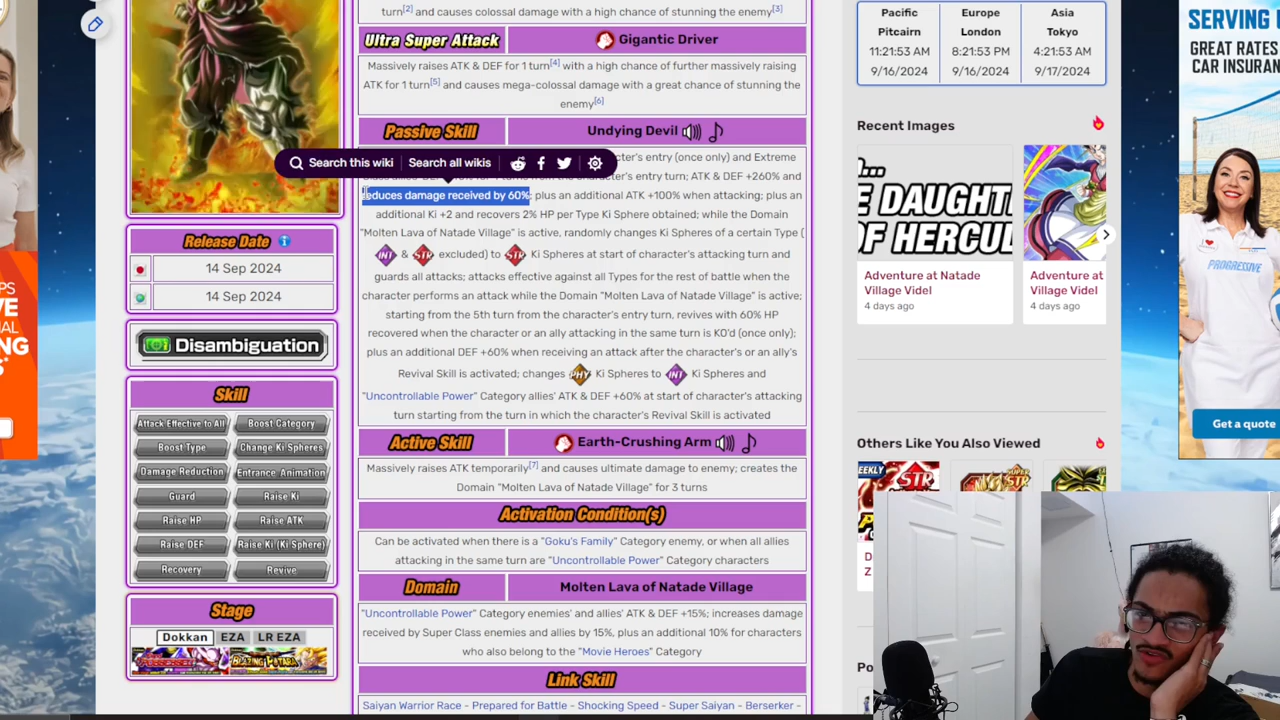 turn[2] and causes colossal damage with a high chance of stunning the enemy[3]
Ultra Super Attack
Gigantic Driver
Massively raises ATK & DEF for 1 turn[4] with a high chance of further massively raising
ATK for 1 turn[5] and causes mega-colossal damage with a great chance of stunning the
enemy[6]
Passive Skill
Undying Devil
Search this wiki
Search all wikis
cter's entry (once only) and Extreme
turn from the character's entry turn; ATK & DEF +260% and
educes damage received by 60%; plus an additional ATK +100% when attacking; plus an
additional Ki +2 and recovers 2% HP per Type Ki Sphere obtained; while the Domain
"Molten Lava of Natade Village" is active, randomly changes Ki Spheres of a certain Type (
INT & STR excluded) to STR Ki Spheres at start of character's attacking turn and
guards all attacks; attacks effective against all Types for the rest of battle when the
character performs an attack while the Domain "Molten Lava of Natade Village" is active;
starting from the 5th turn from the character's entry turn, revives with 60% HP
recovered when the character or an ally attacking in the same turn is KO'd (once only);
plus an additional DEF +60% when receiving an attack after the character's or an ally's
Revival Skill is activated; changes PHY Ki Spheres to INT Ki Spheres and
"Uncontrollable Power" Category allies' ATK & DEF +60% at start of character's attacking
turn starting from the turn in which the character's Revival Skill is activated
Active Skill
Earth-Crushing Arm
Massively raises ATK temporarily[7] and causes ultimate damage to enemy; creates the
Domain "Molten Lava of Natade Village" for 3 turns
Activation Condition(s)
Can be activated when there is a "Goku's Family" Category enemy, or when all allies
attacking in the same turn are "Uncontrollable Power" Category characters
Domain
Molten Lava of Natade Village
"Uncontrollable Power" Category enemies' and allies' ATK & DEF +15%; increases damage
received by Super Class enemies and allies by 15%, plus an additional 10% for characters
who also belong to the "Movie Heroes" Category
Link Skill
Saiyan Warrior Race - Prepared for Battle - Shocking Speed - Super Saiyan - Berserker -
Release Date
14 Sep 2024
14 Sep 2024
Disambiguation
Skill
Attack Effective to All
Boost Category
Boost Type
Change Ki Spheres
Damage Reduction
Entrance Animation
Guard
Raise Ki
Raise HP
Raise ATK
Raise DEF
Raise Ki (Ki Sphere)
Recovery
Revive
Stage
Dokkan
EZA
LR EZA
Pacific
Pitcairn
11:21:53 AM
9/16/2024
Europe
London
8:21:53 PM
9/16/2024
Asia
Tokyo
4:21:53 AM
9/17/2024
Recent Images
E DAUGHT
OF HERCUL
Adventure at Natade
Village Videl
4 days ago
Adventure at
Village Videl
4 days ago
Others Like You Also Viewed
WEEKLY
STR
STR
D
Z
Po
SERVING
GREAT RATES
CAR INSURAN
PROGRESSIVE
Get a quote